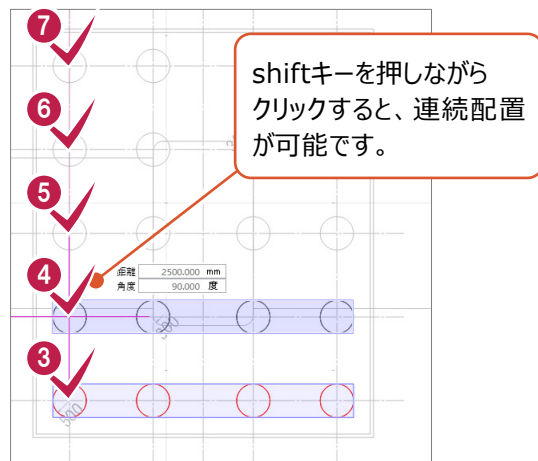 7
shiftキーを押しながら
クリックすると、連続配置
が可能です。
6
5
距離 2500.000 mm
角度 90.000 度
4
3
500